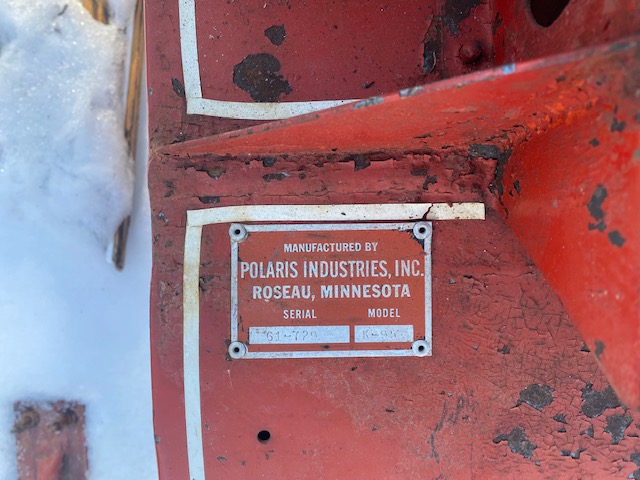 MANUFACTURED BY
POLARIS INDUSTRIES, INC.
ROSEAU, MINNESOTA
SERIAL MODEL